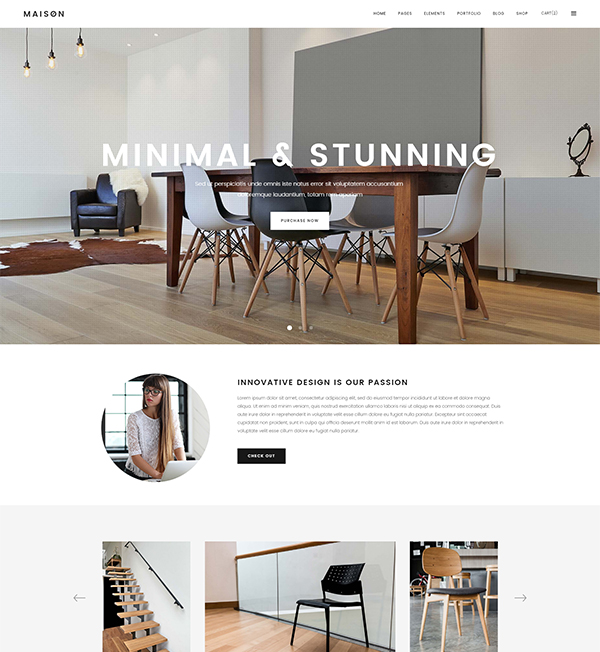 MAISON
HOME PAGES ELEMENTS PORTFOLIO BLOG SHOP CART(2)
MINIMAL & STUNNING
Sed ut perspiciatis unde omnis iste natus error sit voluptatem accusantium
doloremque laudantium, totam rem aperiam
PURCHASE NOW
INNOVATIVE DESIGN IS OUR PASSION
Lorem ipsum dolor sit amet, consectetur adipiscing elit, sed do eiusmod tempor incididunt ut labore et dolore magna
aliqua. Ut enim ad minim veniam, quis nostrud exercitation ullamco laboris nisi ut aliquip ex ea commodo consequat. Duis
aute irure dolor in reprehenderit in voluptate velit esse cillum dolore eu fugiat nulla pariatur. Excepteur sint occaecat
cupidatat non proident, sunt in culpa qui officia deserunt mollit anim id est laborum. Duis aute irure dolor in reprehenderit in
voluptate velit esse cillum dolore eu fugiat nulla pariatur.
CHECK OUT